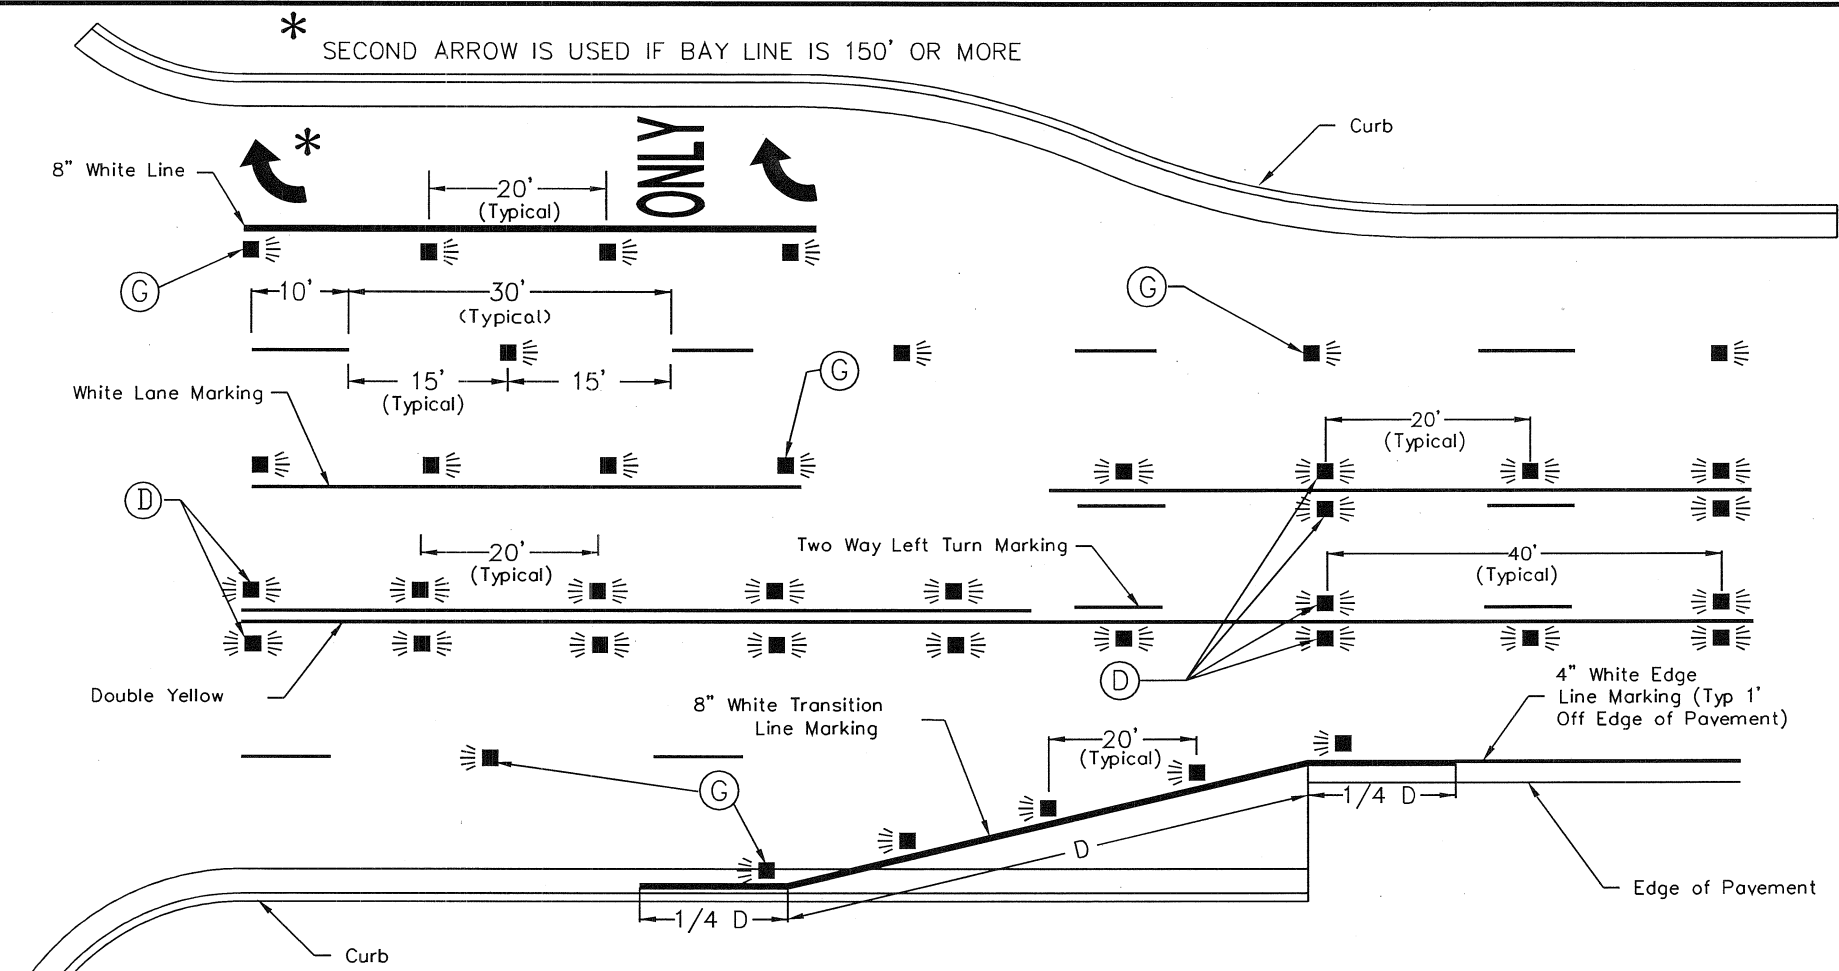 *
SECOND ARROW IS USED IF BAY LINE IS 150' OR MORE
Curb
*
ONLY
8" White Line
20'
(Typical)
G
10'
30'
(Typical)
G
15'
(Typical)
15'
G
White Lane Marking
20'
(Typical)
D
20'
(Typical)
Two Way Left Turn Marking
40'
(Typical)
D
Double Yellow
8" White Transition
Line Marking
20'
(Typical)
4" White Edge
Line Marking (Typ 1'
Off Edge of Pavement)
G
1/4 D
D
1/4 D
Edge of Pavement
Curb